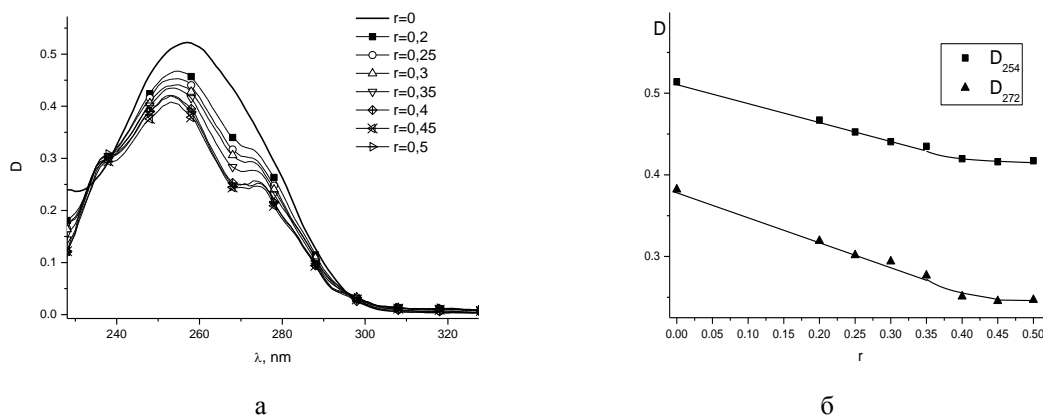 r=0
r=0,2
r=0,25
r=0,3
r=0,35
r=0,4
r=0,45
r=0,5
D
0.5
0.4
0.3
0.2
0.1
0.0
240 260 280 300 320
λ, nm
а
D
D254
D272
0.5
0.4
0.3
0.00 0.05 0.10 0.15 0.20 0.25 0.30 0.35 0.40 0.45 0.50
r
б